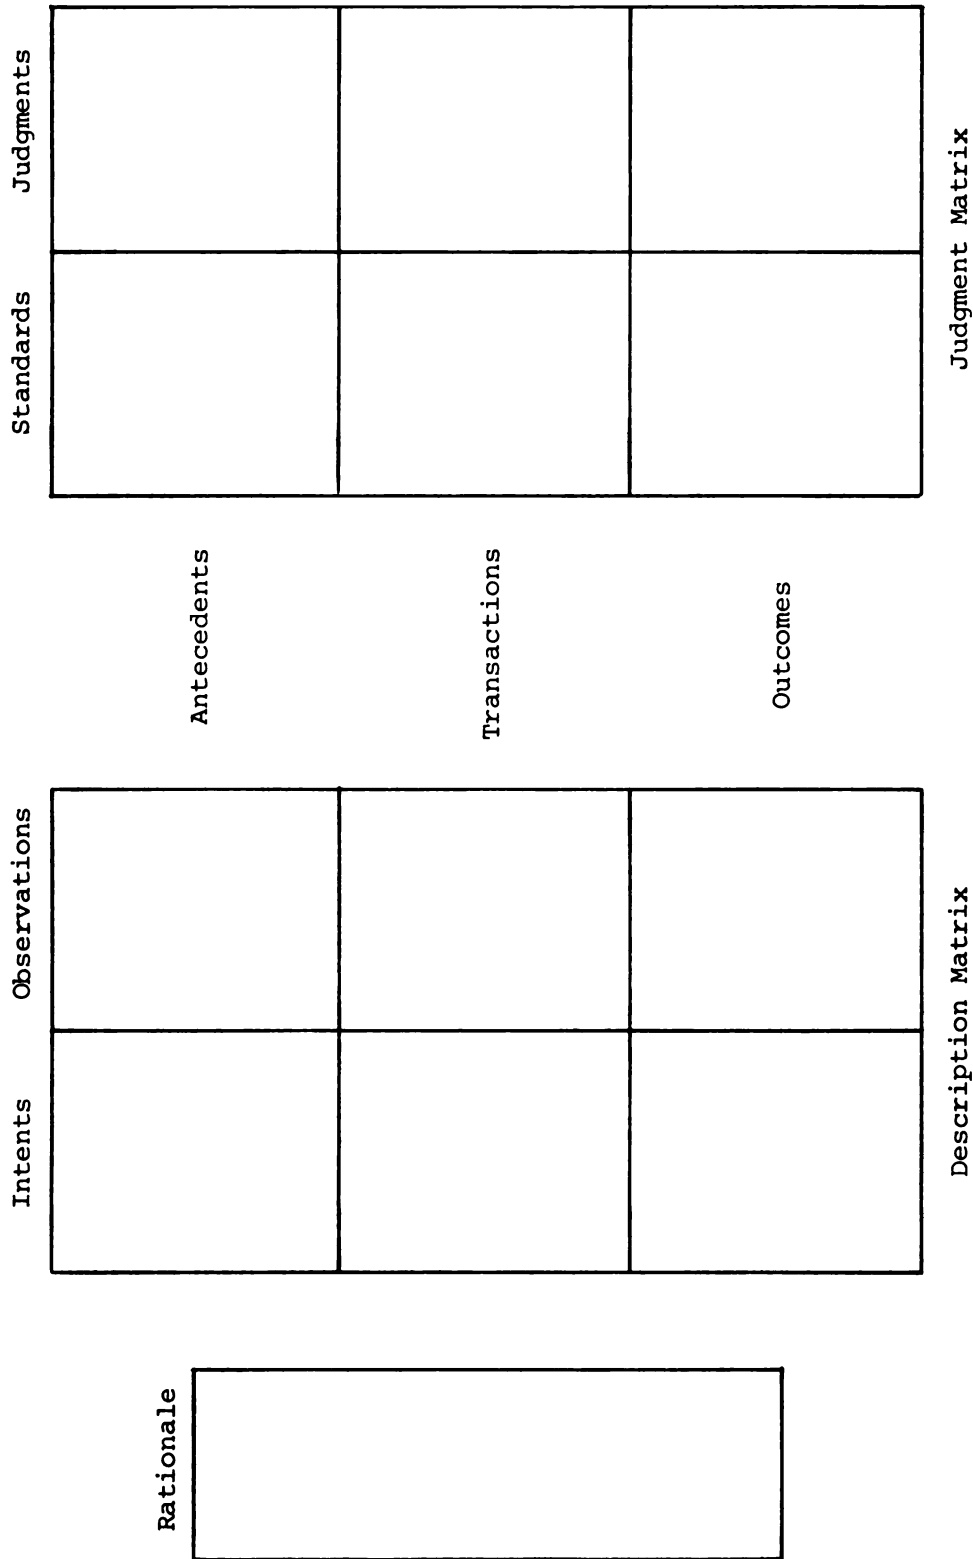 Rationale
Intents
Observations
Standards
Judgments
Antecedents
Transactions
Outcomes
Description Matrix
Judgment Matrix